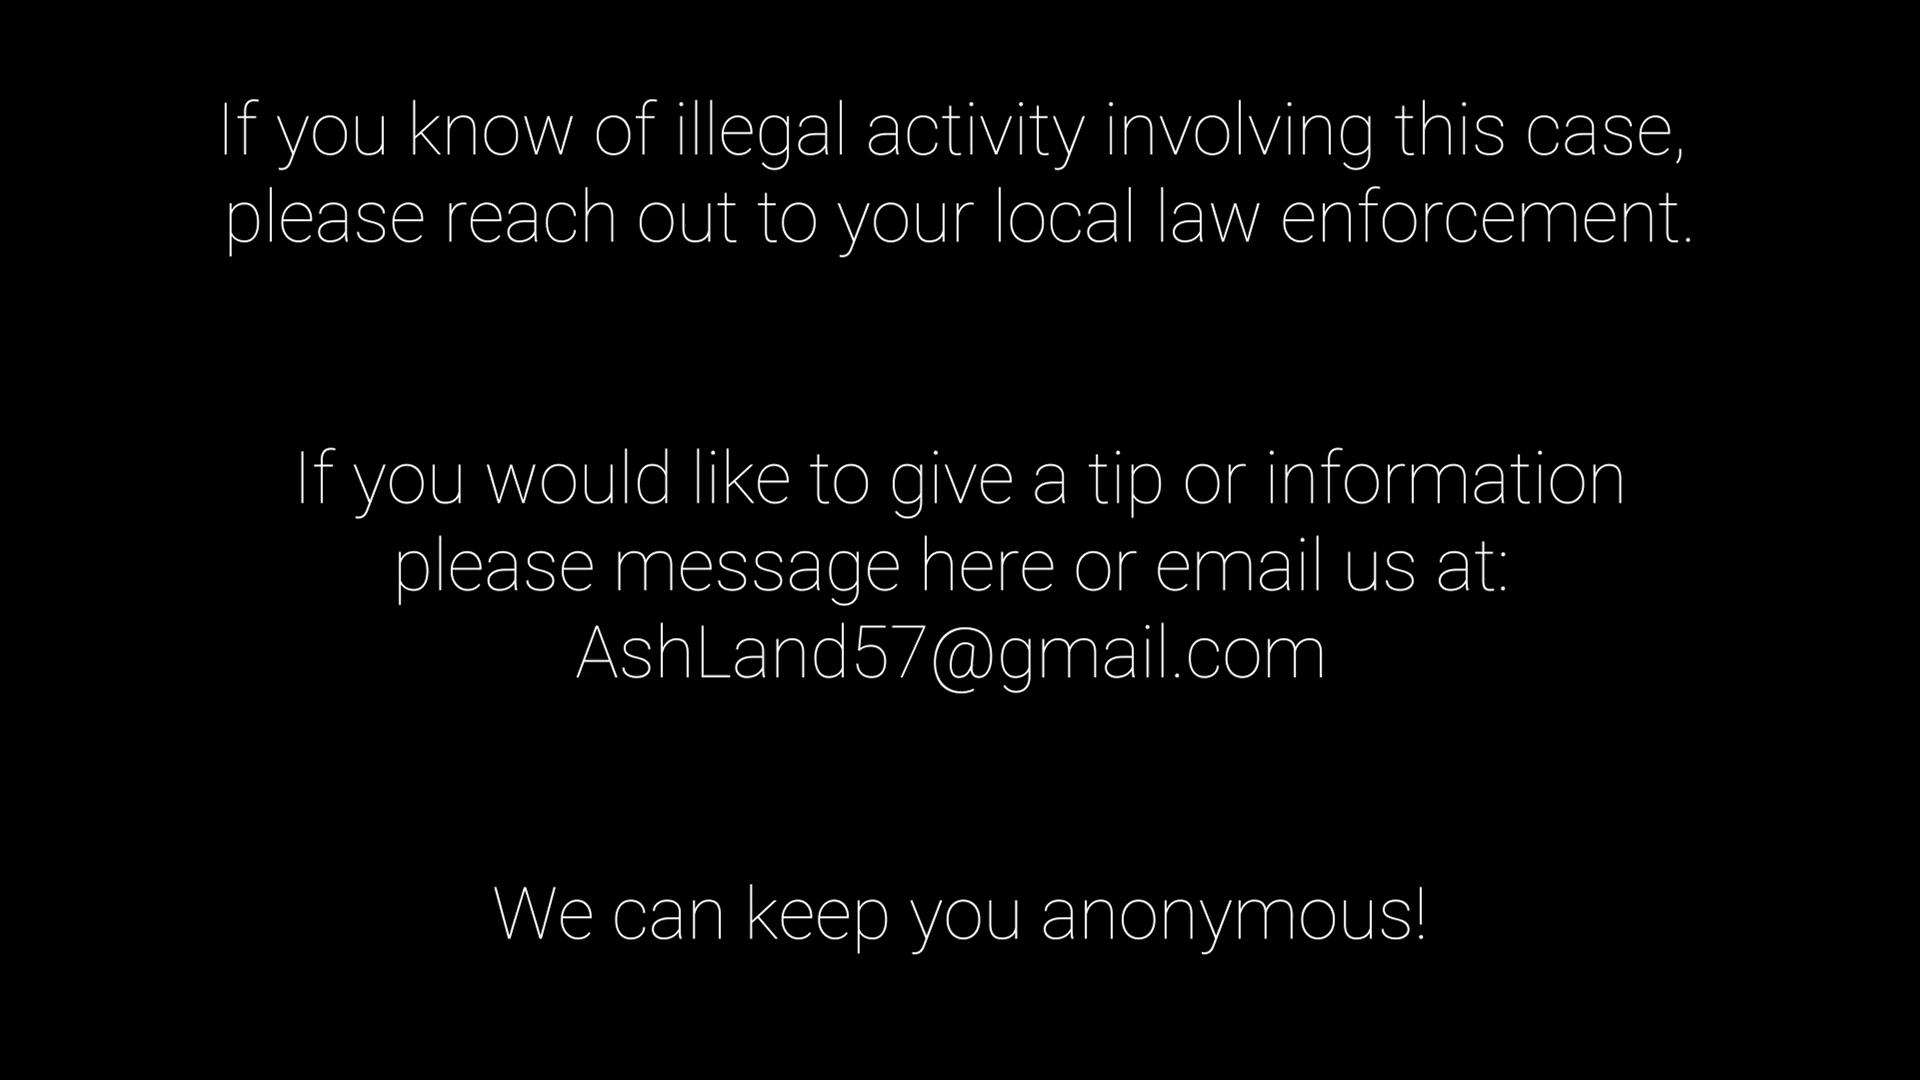 If you know of illegal activity involving this case,
please reach out to your local law enforcement.
If you would like to give a tip or information
please message here or email us at:
AshLand57@gmail.com
We can keep you anonymous!